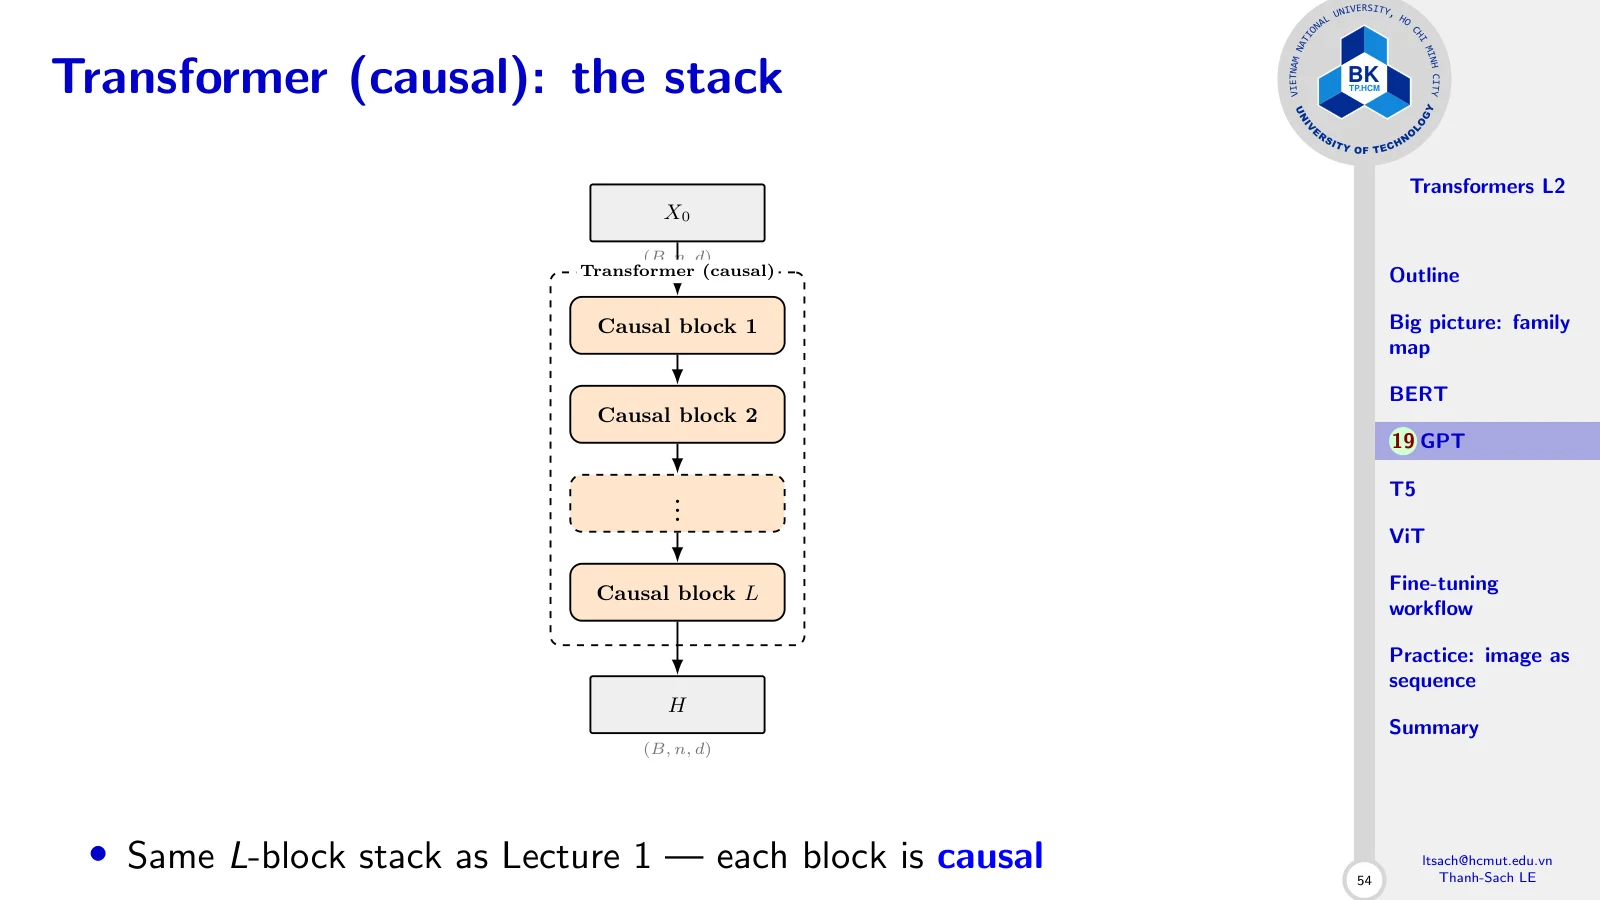 Transformer (causal): the stack
X₀
(B, n, d)
Transformer (causal)
Causal block 1
Causal block 2
⋮
Causal block L
H
(B, n, d)
• Same L-block stack as Lecture 1 — each block is causal
VIETNAM NATIONAL UNIVERSITY, HO CHI MINH CITY
BK
TP.HCM
UNIVERSITY OF TECHNOLOGY
Transformers L2
Outline
Big picture: family
map
BERT
19 GPT
T5
ViT
Fine-tuning
workflow
Practice: image as
sequence
Summary
ltsach@hcmut.edu.vn
Thanh-Sach LE
54